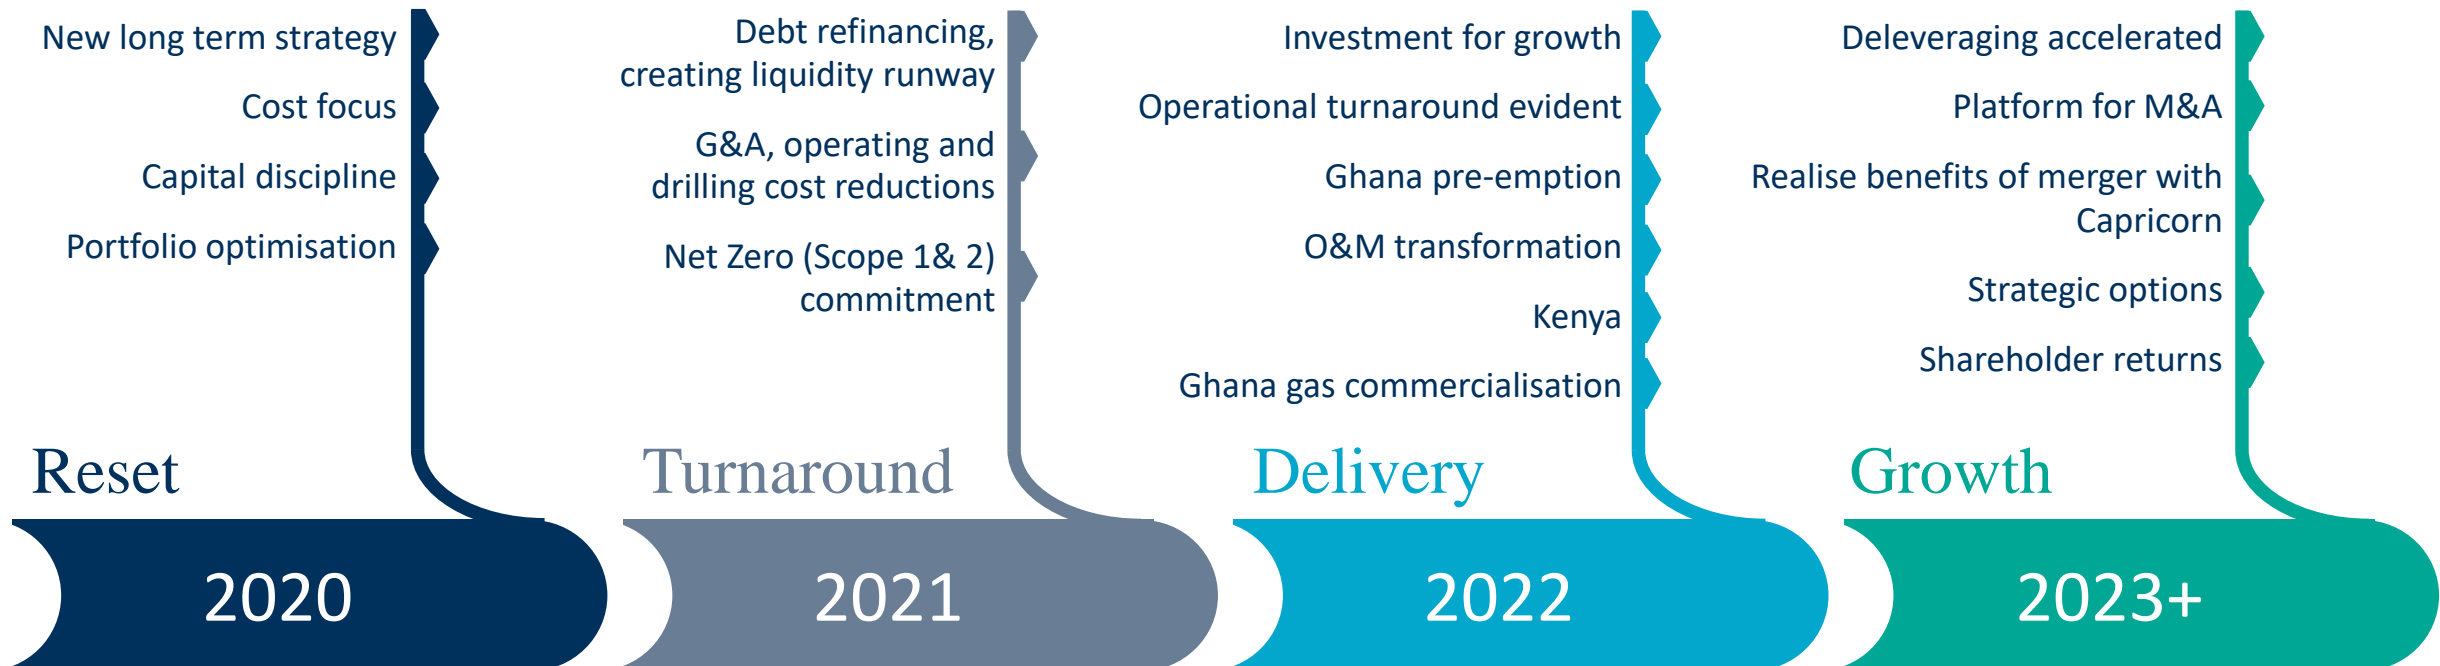 New long term strategy
Cost focus
Capital discipline
Portfolio optimisation
Reset
2020
Debt refinancing,
creating liquidity runway
G&A, operating and
drilling cost reductions
Net Zero (Scope 1& 2)
commitment
Turnaround
2021
Investment for growth
Operational turnaround evident
Ghana pre-emption
O&M transformation
Kenya
Ghana gas commercialisation
Delivery
2022
Deleveraging accelerated
Platform for M&A
Realise benefits of merger with
Capricorn
Strategic options
Shareholder returns
Growth
2023+